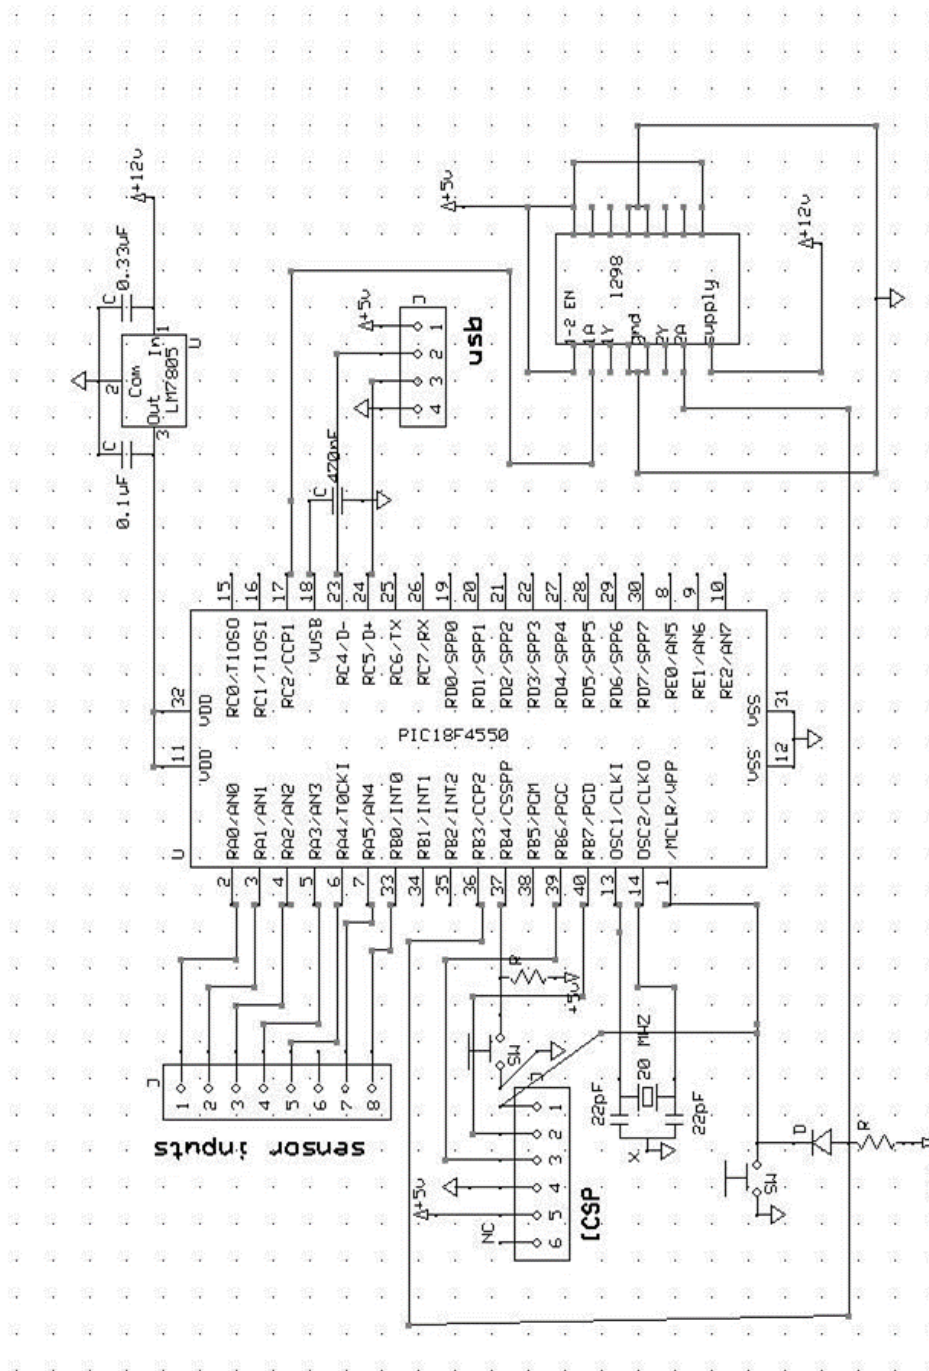 +12v
0.33uF
C
C
0.1uF
Com
In
Out
LM7805
1
2
3
U
+5v
1298
1-2 EN
1A
1Y
gnd
2Y
2A
supply
+12v
+5v
J
1
2
3
4
usb
C
470nF
15
16
17
18
23
24
25
26
19
20
21
22
27
28
29
30
8
9
10
RC0/T1OSO
RC1/T1OSI
RC2/CCP1
VUSB
RC4/D-
RC5/D+
RC6/TX
RC7/RX
RD0/SPP0
RD1/SPP1
RD2/SPP2
RD3/SPP3
RD4/SPP4
RD5/SPP5
RD6/SPP6
RD7/SPP7
RE0/AN5
RE1/AN6
RE2/AN7
32
VDD
11
VDD
PIC18F4550
VSS
31
VSS
12
U
RA0/AN0
RA1/AN1
RA2/AN2
RA3/AN3
RA4/T0CKI
RA5/AN4
RB0/INT0
RB1/INT1
RB2/INT2
RB3/CCP2
RB4/CSSPP
RB5/PGM
RB6/PGC
RB7/PGD
OSC1/CLKI
OSC2/CLKO
/MCLR/VPP
2
3
4
5
6
7
33
34
35
36
37
38
39
40
13
14
1
J
1
2
3
4
5
6
7
8
sensor inputs
R
+5v
SW
J
1
2
3
4
5
6
+5v
NC
ICSP
20 MHZ
22pF
22pF
X
SW
D
R